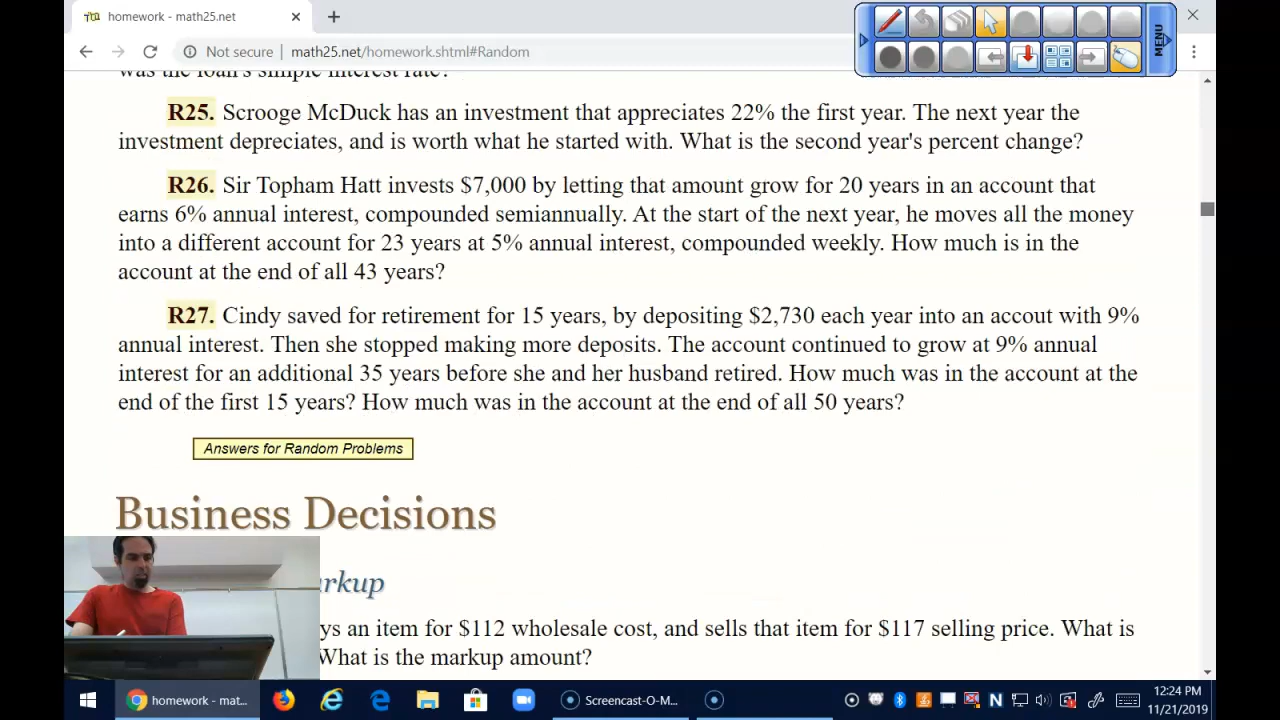 homework - math25.net
MENU
Not secure | math25.net/homework.shtml#Random
was the loan's simple interest rate?
R25. Scrooge McDuck has an investment that appreciates 22% the first year. The next year the
investment depreciates, and is worth what he started with. What is the second year's percent change?
R26. Sir Topham Hatt invests $7,000 by letting that amount grow for 20 years in an account that
earns 6% annual interest, compounded semiannually. At the start of the next year, he moves all the money
into a different account for 23 years at 5% annual interest, compounded weekly. How much is in the
account at the end of all 43 years?
R27. Cindy saved for retirement for 15 years, by depositing $2,730 each year into an accout with 9%
annual interest. Then she stopped making more deposits. The account continued to grow at 9% annual
interest for an additional 35 years before she and her husband retired. How much was in the account at the
end of the first 15 years? How much was in the account at the end of all 50 years?
Answers for Random Problems
Business Decisions
rkup
ys an item for $112 wholesale cost, and sells that item for $117 selling price. What is
What is the markup amount?
homework - mat...
Screencast-O-M...
12:24 PM
11/21/2019